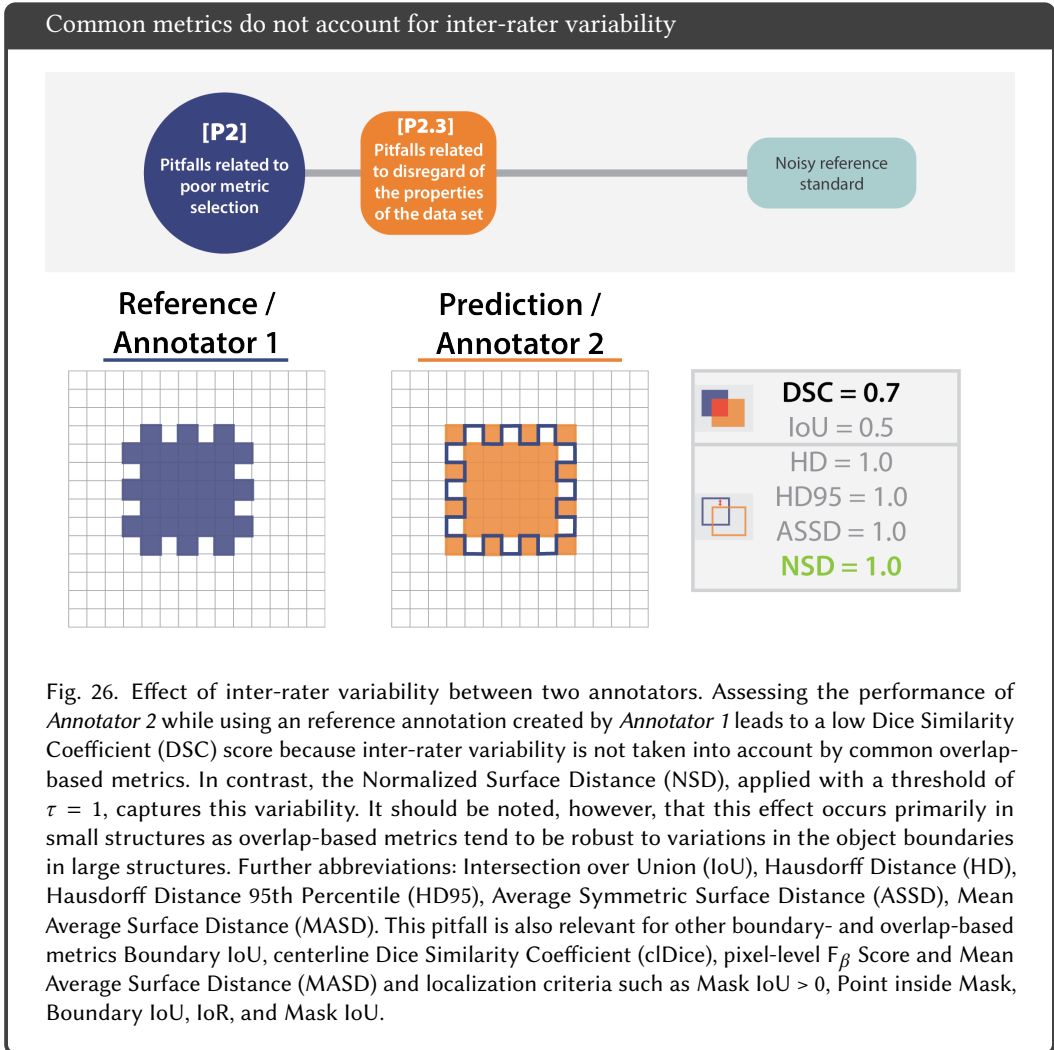 Common metrics do not account for inter-rater variability
[P2]
Pitfalls related to
poor metric
selection
[P2.3]
Pitfalls related
to disregard of
the properties
of the data set
Noisy reference
standard
Reference /
Annotator 1
Prediction /
Annotator 2
DSC = 0.7
IoU = 0.5
HD = 1.0
HD95 = 1.0
ASSD = 1.0
NSD = 1.0
Fig. 26. Effect of inter-rater variability between two annotators. Assessing the performance of
Annotator 2 while using an reference annotation created by Annotator 1 leads to a low Dice Similarity
Coefficient (DSC) score because inter-rater variability is not taken into account by common overlap-
based metrics. In contrast, the Normalized Surface Distance (NSD), applied with a threshold of
τ = 1, captures this variability. It should be noted, however, that this effect occurs primarily in
small structures as overlap-based metrics tend to be robust to variations in the object boundaries
in large structures. Further abbreviations: Intersection over Union (IoU), Hausdorff Distance (HD),
Hausdorff Distance 95th Percentile (HD95), Average Symmetric Surface Distance (ASSD), Mean
Average Surface Distance (MASD). This pitfall is also relevant for other boundary- and overlap-based
metrics Boundary IoU, centerline Dice Similarity Coefficient (clDice), pixel-level Fβ Score and Mean
Average Surface Distance (MASD) and localization criteria such as Mask IoU > 0, Point inside Mask,
Boundary IoU, IoR, and Mask IoU.